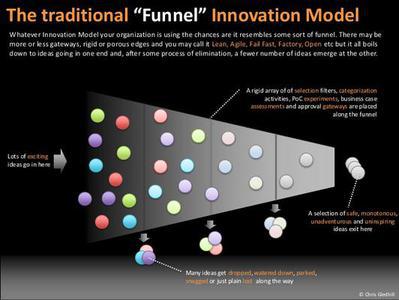 The traditional “Funnel” Innovation Model
Whatever Innovation Model your organization is using the chances are it resembles some sort of funnel. There may be
more or less gateways, rigid or porous edges and you may call it Lean, Agile, Fail Fast, Factory, Open etc but it all boils
down to ideas going in one end and, after some process of elimination, a fewer number of ideas emerge at the other.
A rigid array of of selection filters, categorization
activities, PoC experiments, business case
assessments and approval gateways are placed
along the funnel
Lots of exciting
ideas go in here
A selection of safe, monotonous,
unadventurous and uninspiring
ideas exit here
Many ideas get dropped, watered down, parked,
snagged or just plain lost along the way
© Chris Gledhill